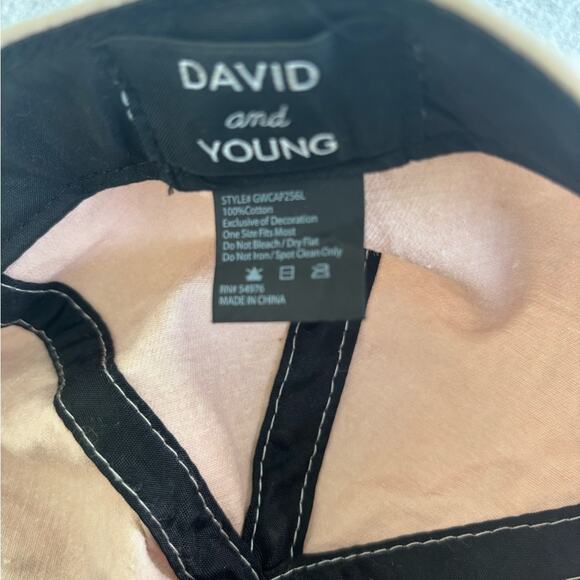 DAVID
and
YOUNG
STYLE# GWCAP256L
100%Cotton
Exclusive of Decoration
One Size Fits Most
Do Not Bleach / Dry Flat
Do Not Iron/Spot Clean Only
RN# 54976
MADE IN CHINA